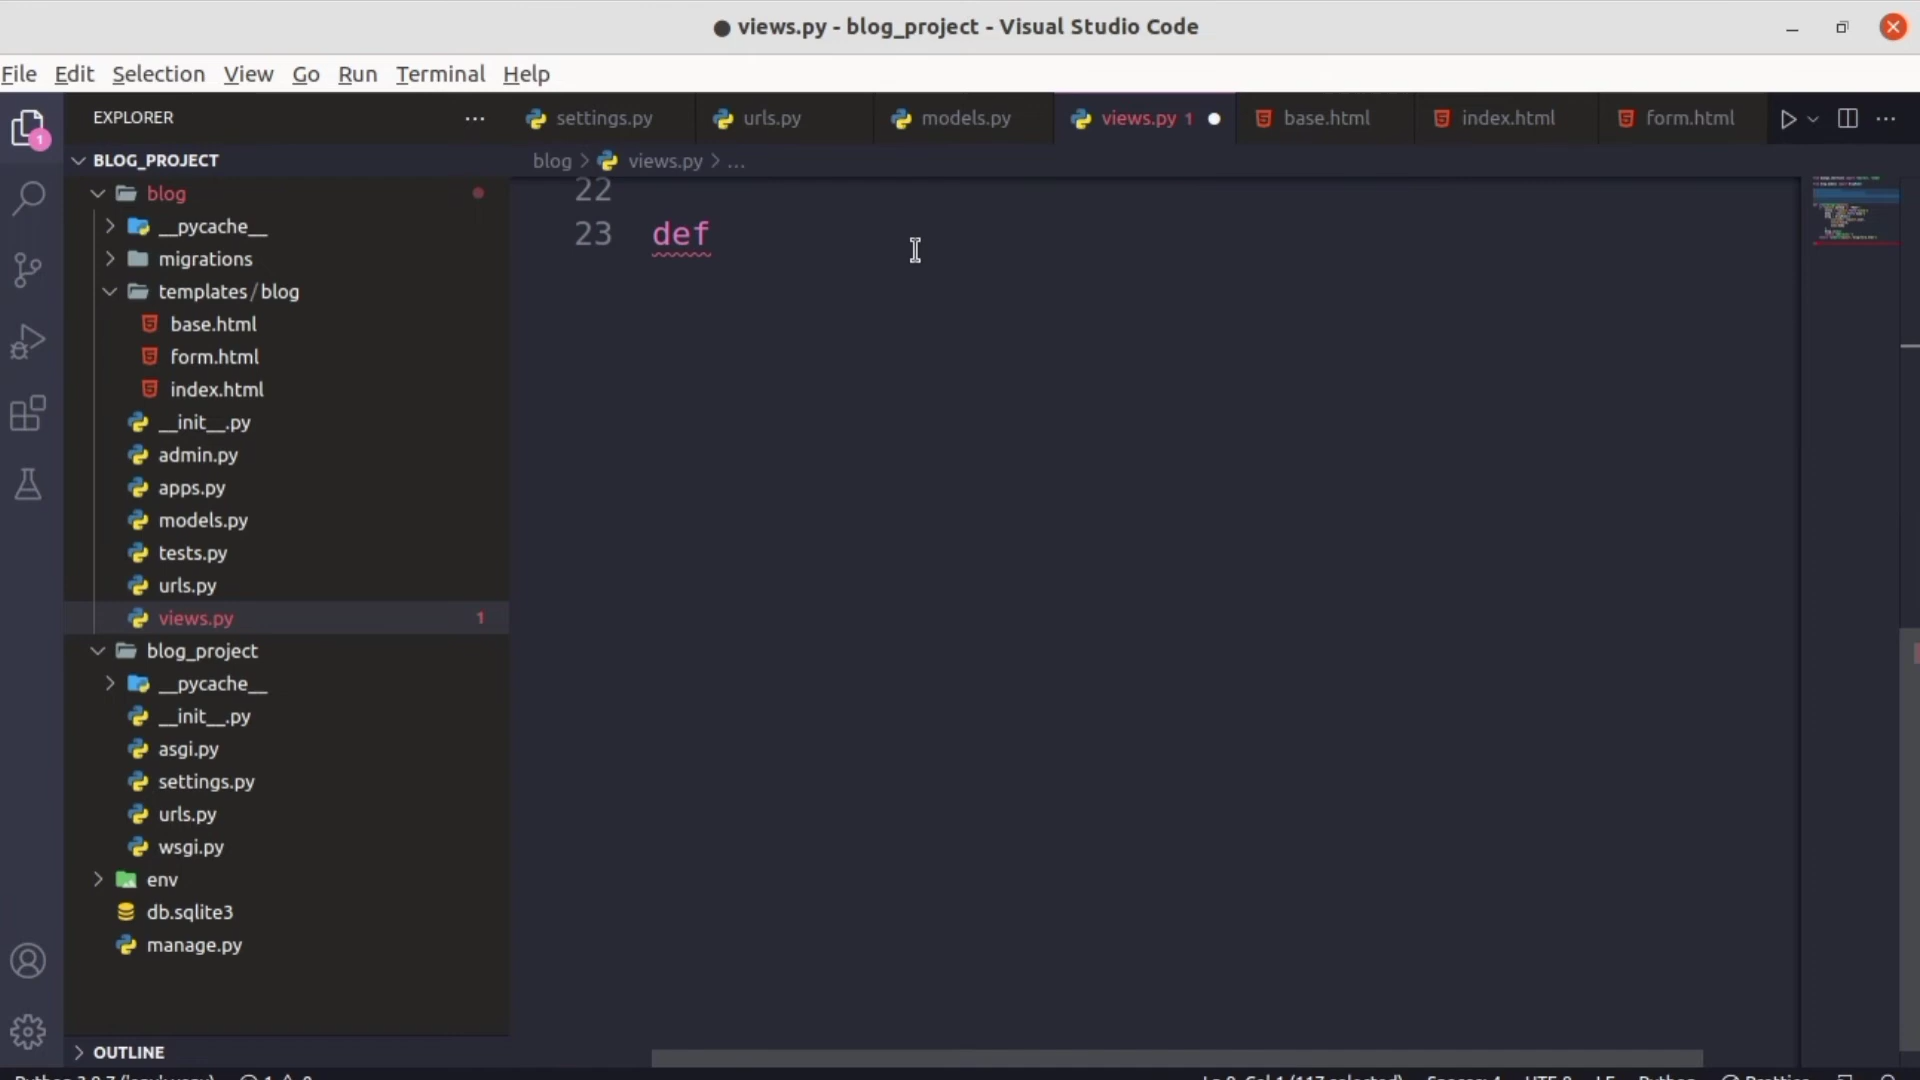 views.py - blog_project - Visual Studio Code
File Edit Selection View Go Run Terminal Help
EXPLORER
settings.py urls.py models.py views.py 1 base.html index.html form.html
BLOG_PROJECT
blog > views.py > ...
blog
__pycache__
migrations
templates/blog
base.html
form.html
index.html
__init__.py
admin.py
apps.py
models.py
tests.py
urls.py
views.py 1
blog_project
__pycache__
__init__.py
asgi.py
settings.py
urls.py
wsgi.py
env
db.sqlite3
manage.py
OUTLINE
22
23 def
1